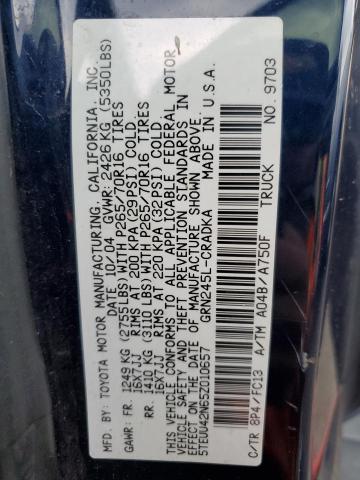 MFD. BY: TOYOTA MOTOR MANUFACTURING, CALIFORNIA, INC.
10/04 GVWR: 2426 KG (5350LBS)
GAWR: FR. 1249 KG (2755LBS) WITH P265/70R16 TIRES
16X7JJ RIMS AT 200 KPA (29PSI) COLD
RR. 1410 KG (3110 LBS) WITH P265/70R16 TIRES
16X7JJ RIMS AT 220 KPA (32 PSI) COLD
THIS VEHICLE CONFORMS TO ALL APPLICABLE FEDERAL MOTOR
VEHICLE SAFETY AND THEFT PREVENTION STANDARDS IN
EFFECT ON THE DATE OF MANUFACTURE SHOWN ABOVE.
5TEUU42N65Z010657 GRN245L-CRADKA
MADE IN U.S.A.
TRUCK
C/TR 8P4/FC13 A/TM A04B/A750F NO. 9703